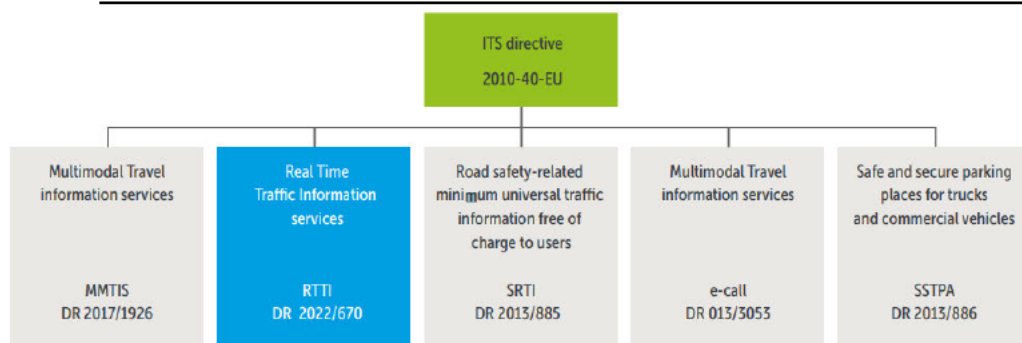 ITS directive
2010-40-EU
Multimodal Travel
information services
MMTIS
DR 2017/1926
Real Time
Traffic Information
services
RTTI
DR 2022/670
Road safety-related
minimum universal traffic
information free of
charge to users
SRTI
DR 2013/885
Multimodal Travel
information services
e-call
DR 013/3053
Safe and secure parking
places for trucks
and commercial vehicles
SSTPA
DR 2013/886